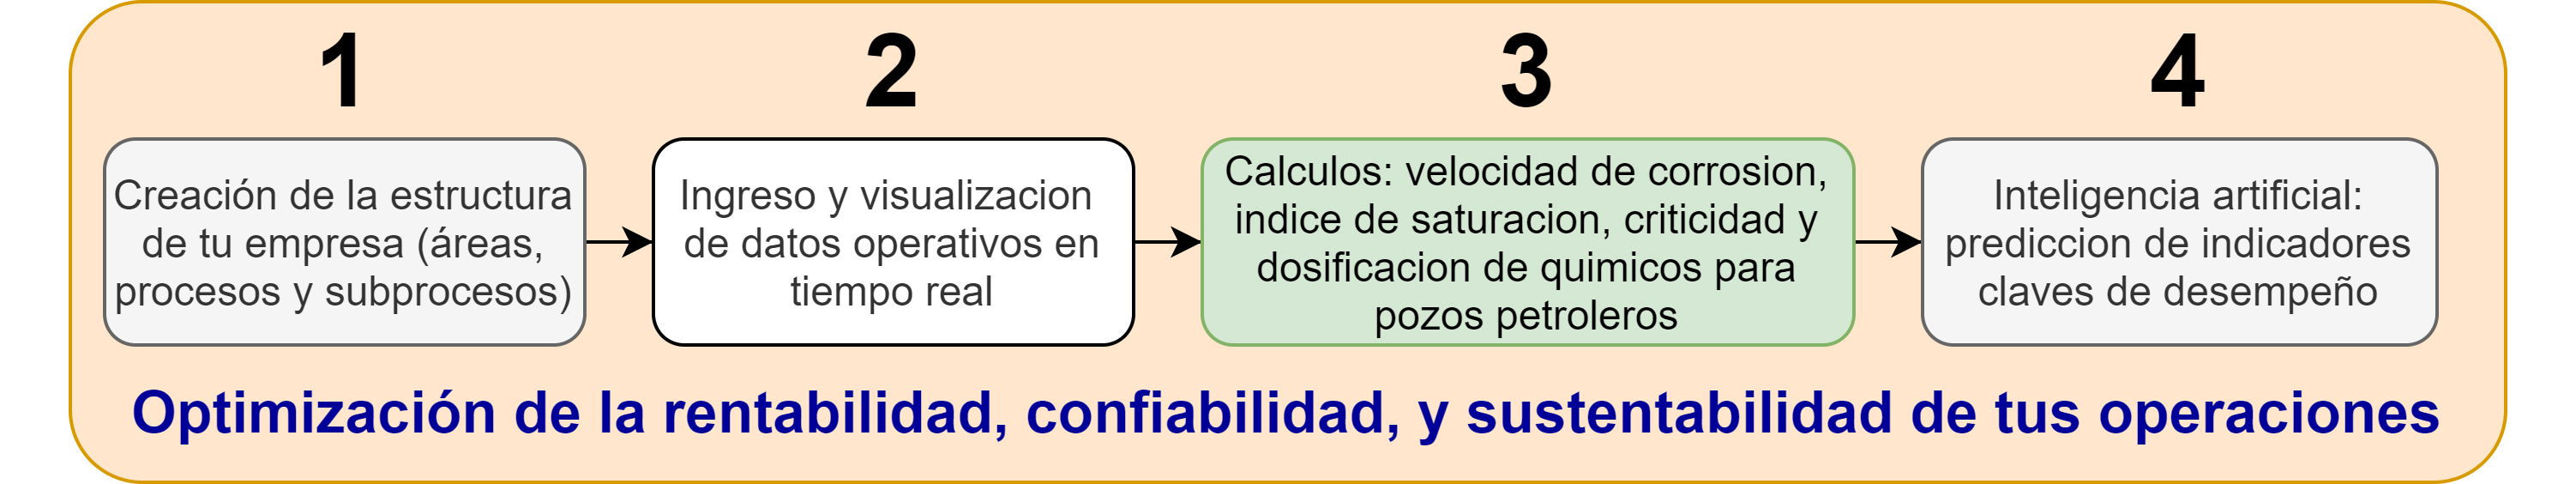 1
Creación de la estructura
de tu empresa (áreas,
procesos y subprocesos)
2
Ingreso y visualizacion
de datos operativos en
tiempo real
3
Calculos: velocidad de corrosion,
indice de saturacion, criticidad y
dosificacion de quimicos para
pozos petroleros
4
Inteligencia artificial:
prediccion de indicadores
claves de desempeño
Optimización de la rentabilidad, confiabilidad, y sustentabilidad de tus operaciones